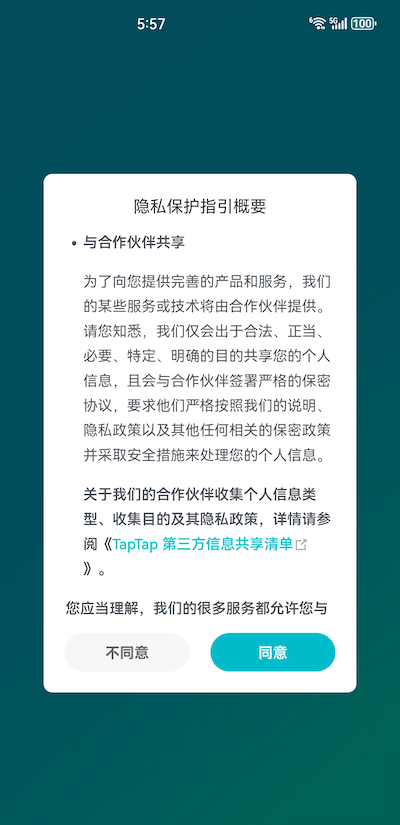 5:57
6 5G 100
隐私保护指引概要
• 与合作伙伴共享
为了向您提供完善的产品和服务，我们
的某些服务或技术将由合作伙伴提供。
请您知悉，我们仅会出于合法、正当、
必要、特定、明确的目的共享您的个人
信息，且会与合作伙伴签署严格的保密
协议，要求他们严格按照我们的说明、
隐私政策以及其他任何相关的保密政策
并采取安全措施来处理您的个人信息。
关于我们的合作伙伴收集个人信息类
型、收集目的及其隐私政策，详情请参
阅《TapTap 第三方信息共享清单
》。
您应当理解，我们的很多服务都允许您与
不同意
同意